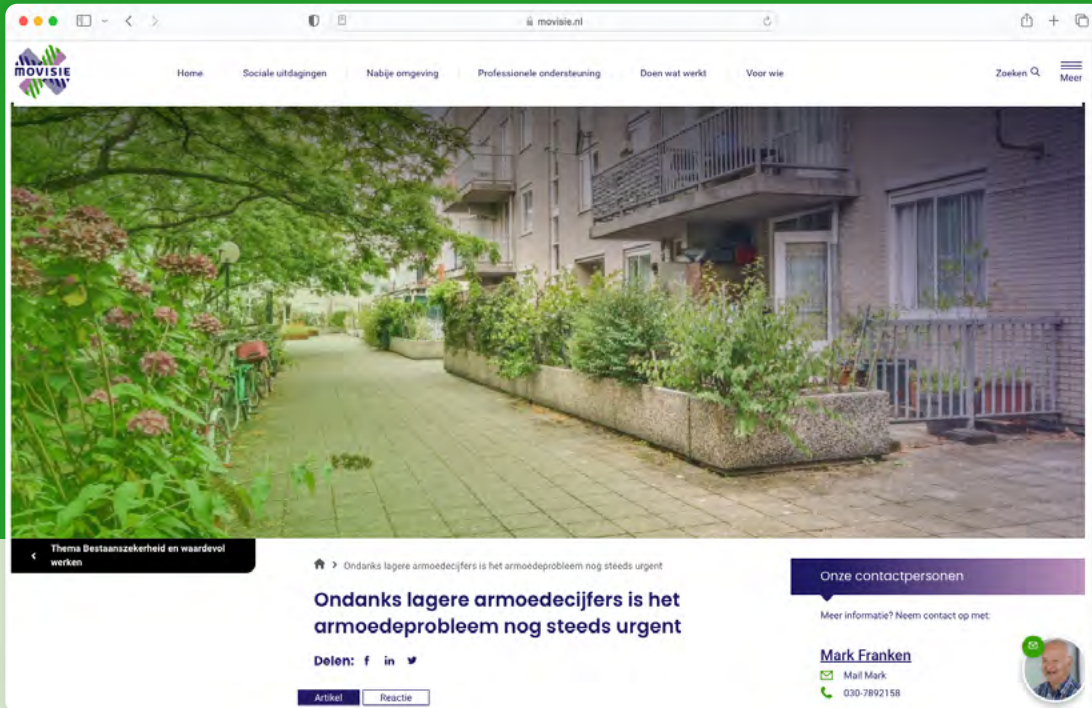 movisie.nl
MOVISIE
Home
Sociale uitdagingen
Nabije omgeving
Professionele ondersteuning
Doen wat werkt
Voor wie
Zoeken
Meer
Thema Bestaanszekerheid en waardevol
werken
Ondanks lagere armoedecijfers is het armoedeprobleem nog steeds urgent
Ondanks lagere armoedecijfers is het
armoedeprobleem nog steeds urgent
Delen:
Artikel
Reactie
Onze contactpersonen
Meer informatie? Neem contact op met:
Mark Franken
Mail Mark
030-7892158